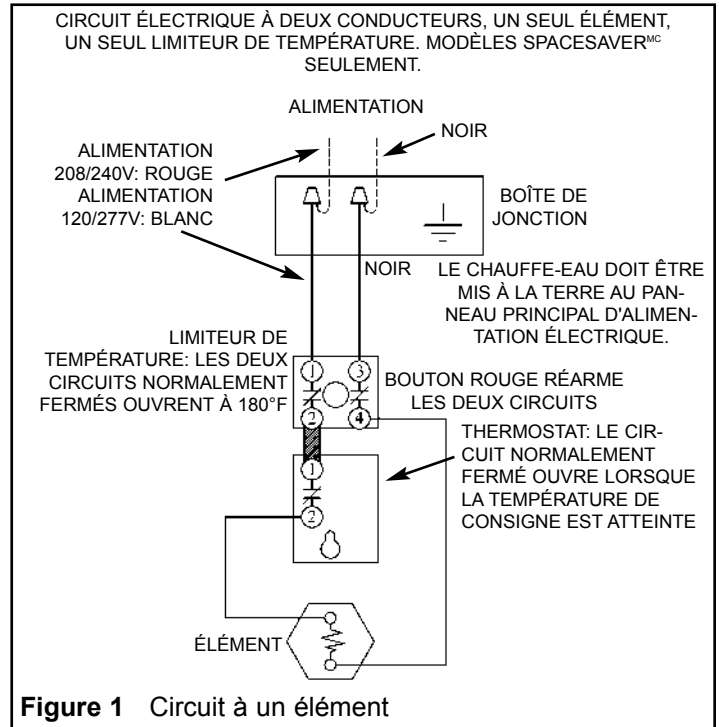 CIRCUIT ÉLECTRIQUE À DEUX CONDUCTEURS, UN SEUL ÉLÉMENT,
UN SEUL LIMITEUR DE TEMPÉRATURE. MODÈLES SPACESAVERMC
SEULEMENT.
ALIMENTATION
NOIR
ALIMENTATION
208/240V: ROUGE
ALIMENTATION
120/277V: BLANC
BOÎTE DE
JONCTION
NOIR
LE CHAUFFE-EAU DOIT ÊTRE
MIS À LA TERRE AU PAN-
NEAU PRINCIPAL D'ALIMEN-
TATION ÉLECTRIQUE.
LIMITEUR DE
TEMPÉRATURE: LES DEUX
CIRCUITS NORMALEMENT
FERMÉS OUVRENT À 180°F
1 3
2 4
BOUTON ROUGE RÉARME
LES DEUX CIRCUITS
1
2
THERMOSTAT: LE CIR-
CUIT NORMALEMENT
FERMÉ OUVRE LORSQUE
LA TEMPÉRATURE DE
CONSIGNE EST ATTEINTE
ÉLÉMENT
Figure 1 Circuit à un élément